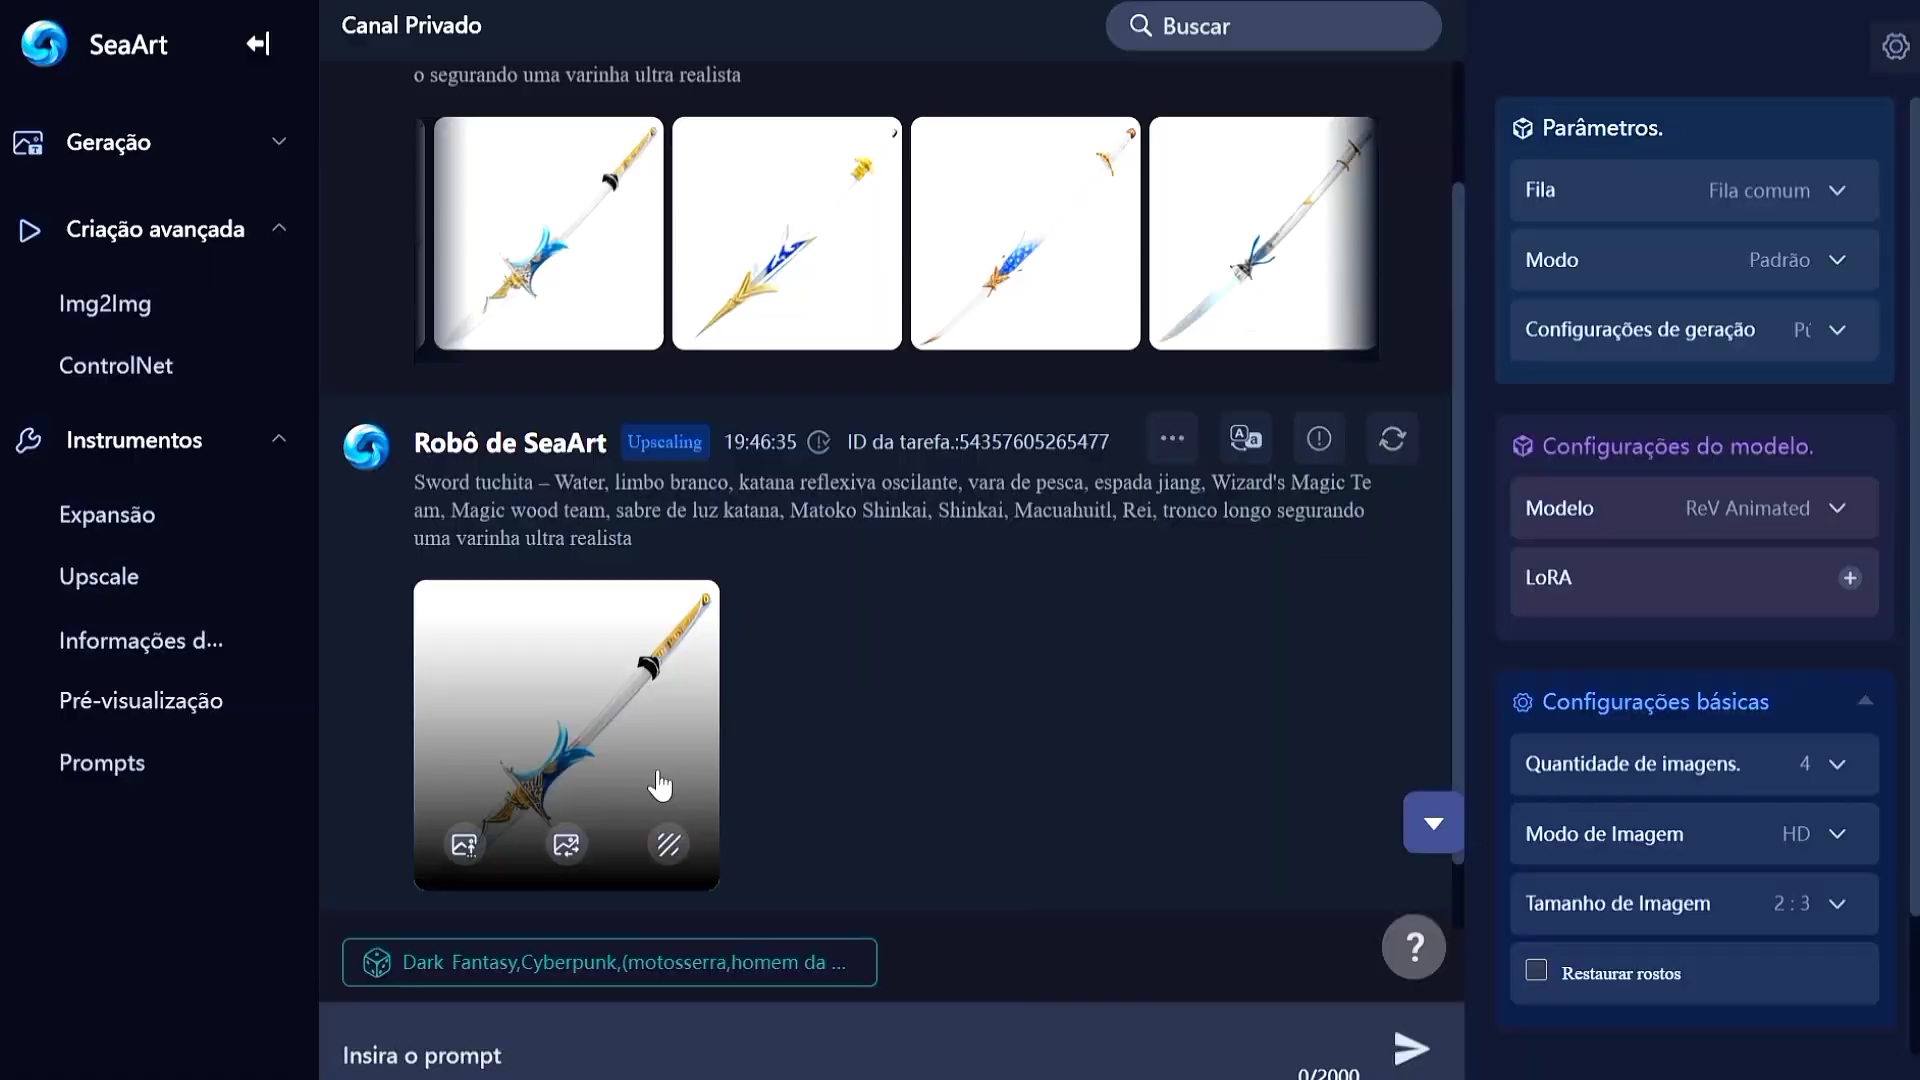 SeaArt
Geração
Criação avançada
Img2Img
ControlNet
Instrumentos
Expansão
Upscale
Informações d...
Pré-visualização
Prompts
Canal Privado
Buscar
o segurando uma varinha ultra realista
Robô de SeaArt Upscaling 19:46:35 ID da tarefa.:54357605265477
Sword tuchita – Water, limbo branco, katana reflexiva oscilante, vara de pesca, espada jiang, Wizard's Magic Te
am, Magic wood team, sabre de luz katana, Matoko Shinkai, Shinkai, Macuahuitl, Rei, tronco longo segurando
uma varinha ultra realista
Dark Fantasy,Cyberpunk,(motosserra,homem da ...
?
Insira o prompt
0/2000
Parâmetros.
Fila Fila comum
Modo Padrão
Configurações de geração
Configurações do modelo.
Modelo ReV Animated
LoRA
Configurações básicas
Quantidade de imagens. 4
Modo de Imagem HD
Tamanho de Imagem 2 : 3
Restaurar rostos